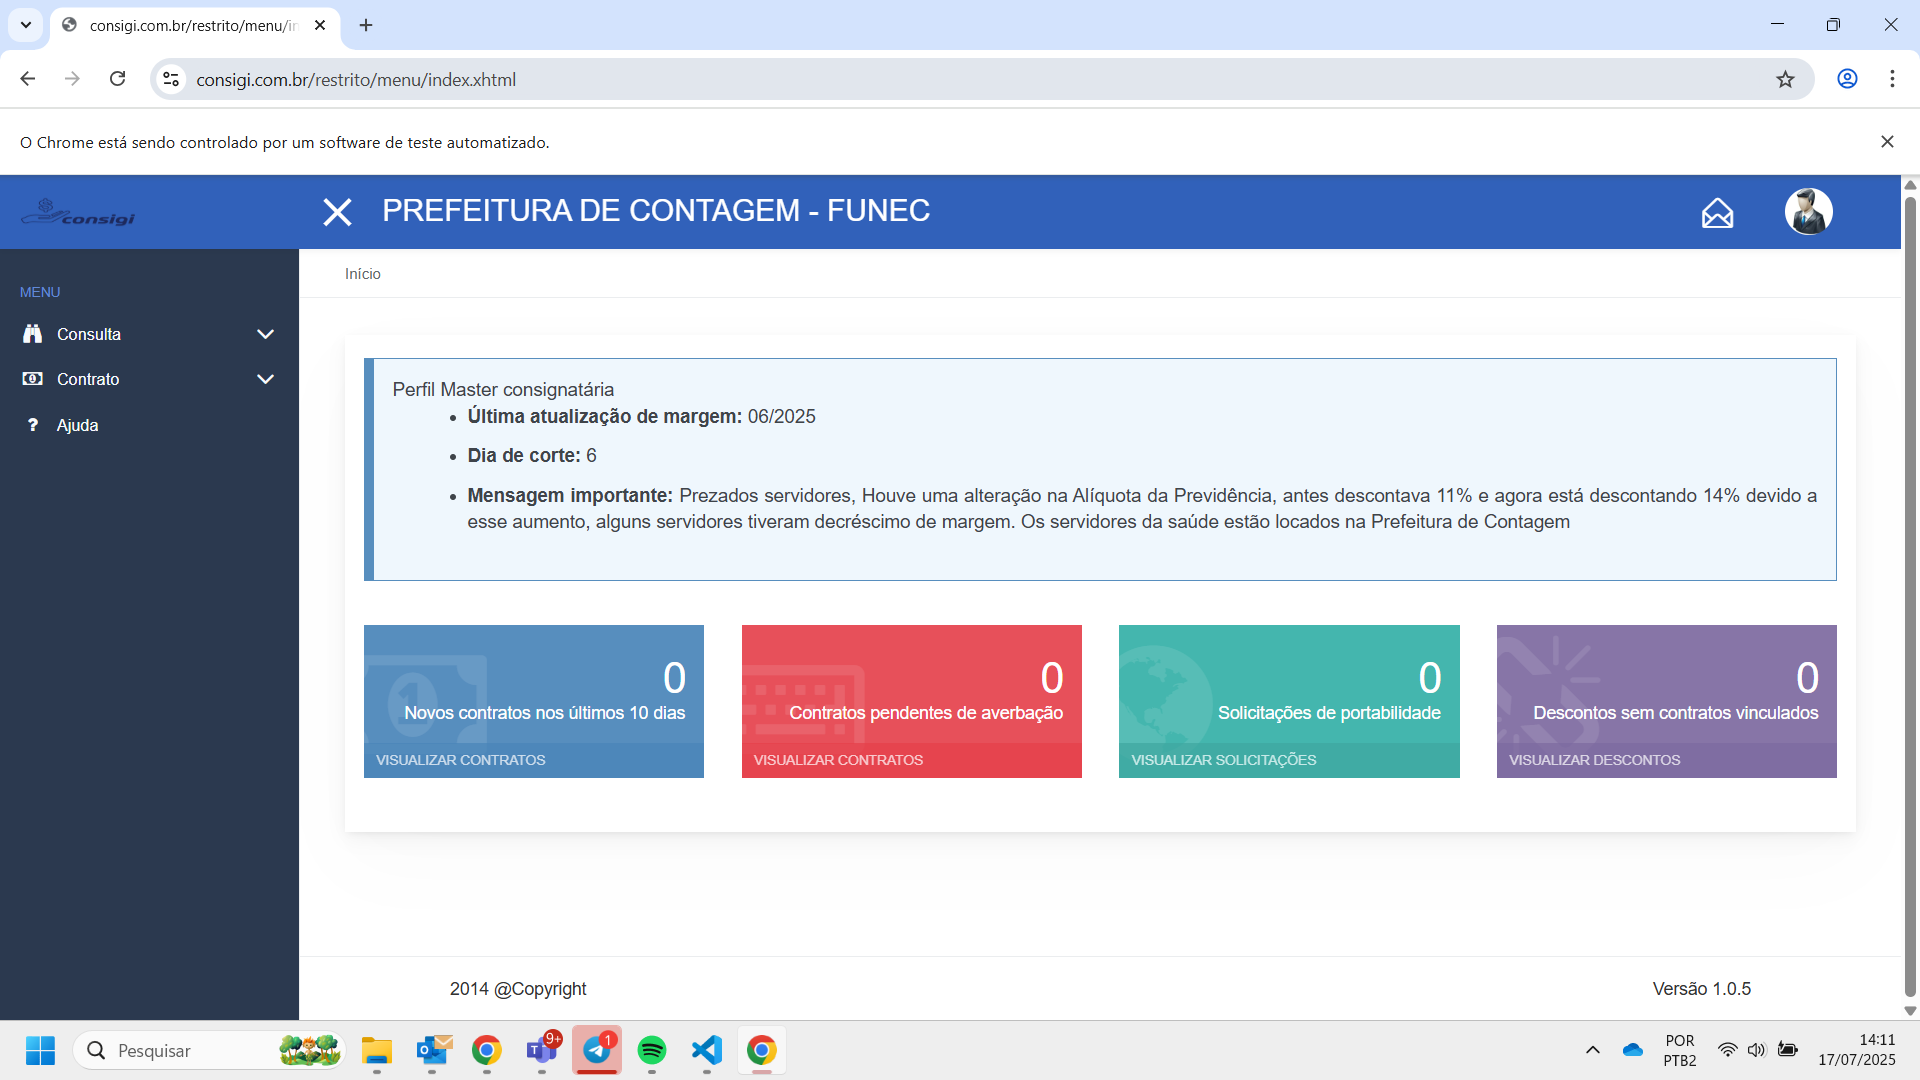 consigi.com.br/restrito/menu/in
consigi.com.br/restrito/menu/index.xhtml
O Chrome está sendo controlado por um software de teste automatizado.
consigi
PREFEITURA DE CONTAGEM - FUNEC
Início
MENU
Consulta
Contrato
Ajuda
Perfil Master consignatária
• Última atualização de margem: 06/2025
• Dia de corte: 6
• Mensagem importante: Prezados servidores, Houve uma alteração na Alíquota da Previdência, antes descontava 11% e agora está descontando 14% devido a
esse aumento, alguns servidores tiveram decréscimo de margem. Os servidores da saúde estão locados na Prefeitura de Contagem
0
Novos contratos nos últimos 10 dias
VISUALIZAR CONTRATOS
0
Contratos pendentes de averbação
VISUALIZAR CONTRATOS
0
Solicitações de portabilidade
VISUALIZAR SOLICITAÇÕES
0
Descontos sem contratos vinculados
VISUALIZAR DESCONTOS
2014 @Copyright
Versão 1.0.5
Pesquisar
9+
1
POR
PTB2
14:11
17/07/2025